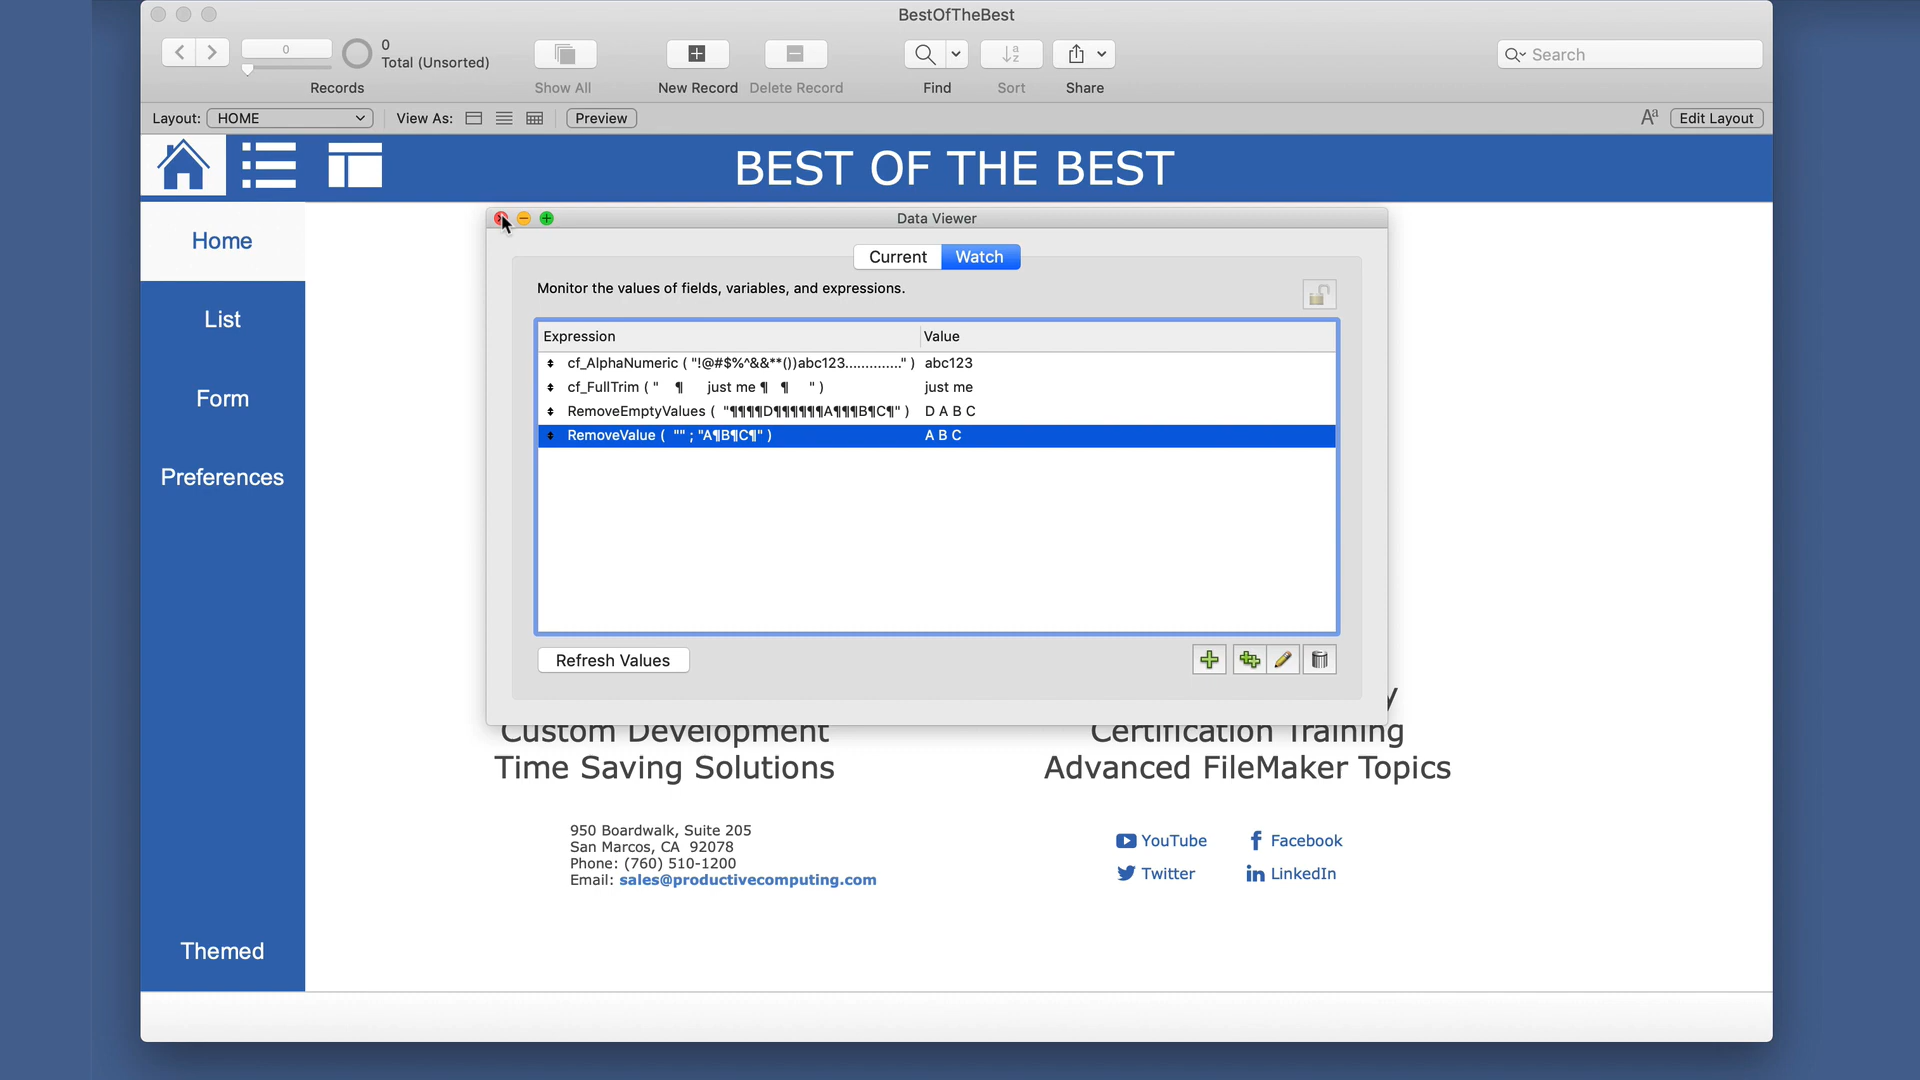 BestOfTheBest
0
0
Total (Unsorted)
Records
Show All
New Record
Delete Record
Find
Sort
Share
Search
Layout: HOME
View As:
Preview
Edit Layout
BEST OF THE BEST
Home
List
Form
Preferences
Themed
Data Viewer
Current
Watch
Monitor the values of fields, variables, and expressions.
Expression Value
cf_AlphaNumeric ( "!@#$%^&&**())abc123.............." ) abc123
cf_FullTrim ( " ¶ just me ¶ ¶ " ) just me
RemoveEmptyValues ( "¶¶¶¶D¶¶¶¶¶¶A¶¶¶B¶C¶" ) D A B C
RemoveValue ( "" ; "A¶B¶C¶" ) A B C
Refresh Values
Custom Development
Time Saving Solutions
Certification Training
Advanced FileMaker Topics
950 Boardwalk, Suite 205
San Marcos, CA 92078
Phone: (760) 510-1200
Email: sales@productivecomputing.com
YouTube
Facebook
Twitter
LinkedIn